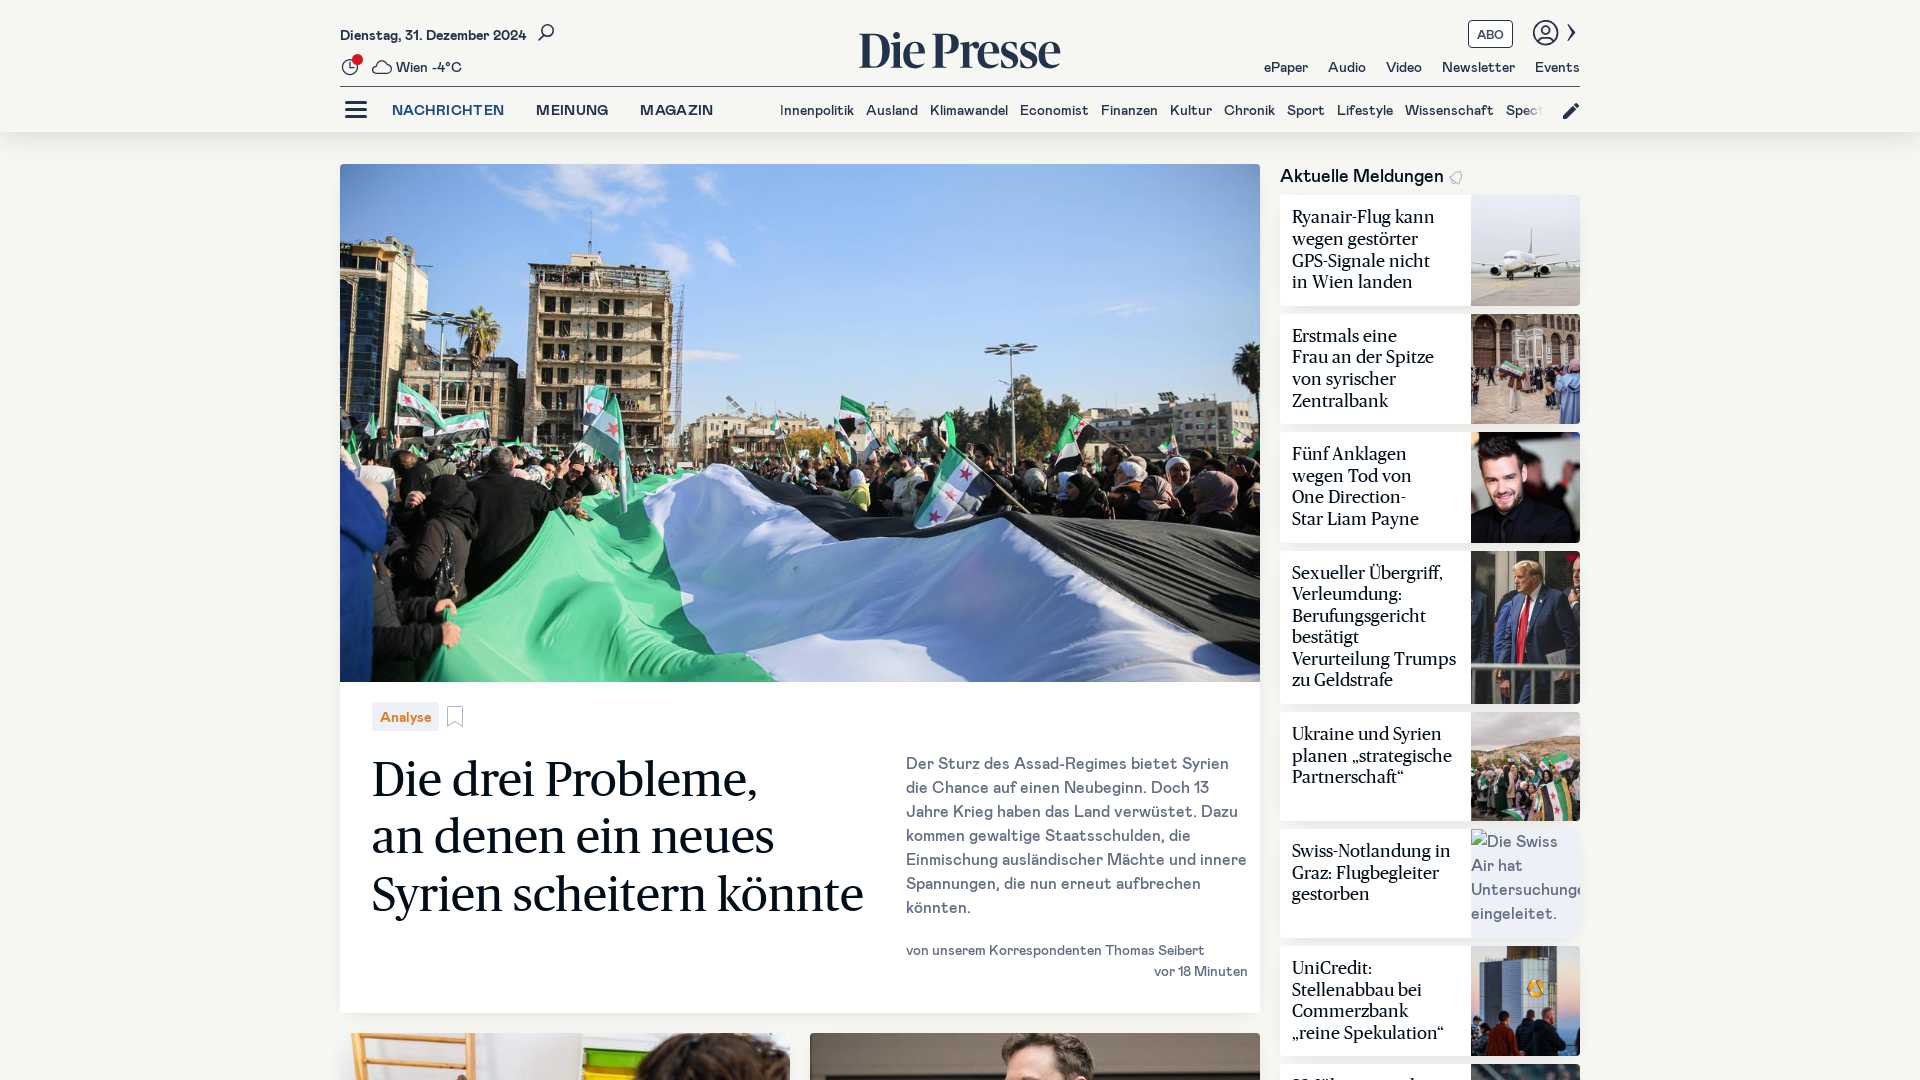 Dienstag, 31. Dezember 2024
Wien -4°C
Die Presse
ABO
ePaper Audio Video Newsletter Events
NACHRICHTEN MEINUNG MAGAZIN
Innenpolitik Ausland Klimawandel Economist Finanzen Kultur Chronik Sport Lifestyle Wissenschaft
Analyse
Die drei Probleme,
an denen ein neues
Syrien scheitern könnte
Der Sturz des Assad-Regimes bietet Syrien
die Chance auf einen Neubeginn. Doch 13
Jahre Krieg haben das Land verwüstet. Dazu
kommen gewaltige Staatsschulden, die
Einmischung ausländischer Mächte und innere
Spannungen, die nun erneut aufbrechen
könnten.
von unserem Korrespondenten Thomas Seibert
vor 18 Minuten
Aktuelle Meldungen
Ryanair-Flug kann
wegen gestörter
GPS-Signale nicht
in Wien landen
Erstmals eine
Frau an der Spitze
von syrischer
Zentralbank
Fünf Anklagen
wegen Tod von
One Direction-
Star Liam Payne
Sexueller Übergriff,
Verleumdung:
Berufungsgericht
bestätigt
Verurteilung Trumps
zu Geldstrafe
Ukraine und Syrien
planen „strategische
Partnerschaft“
Swiss-Notlandung in
Graz: Flugbegleiter
gestorben
Die Swiss
Air hat
Untersuchunge
eingeleitet.
UniCredit:
Stellenabbau bei
Commerzbank
„reine Spekulation“